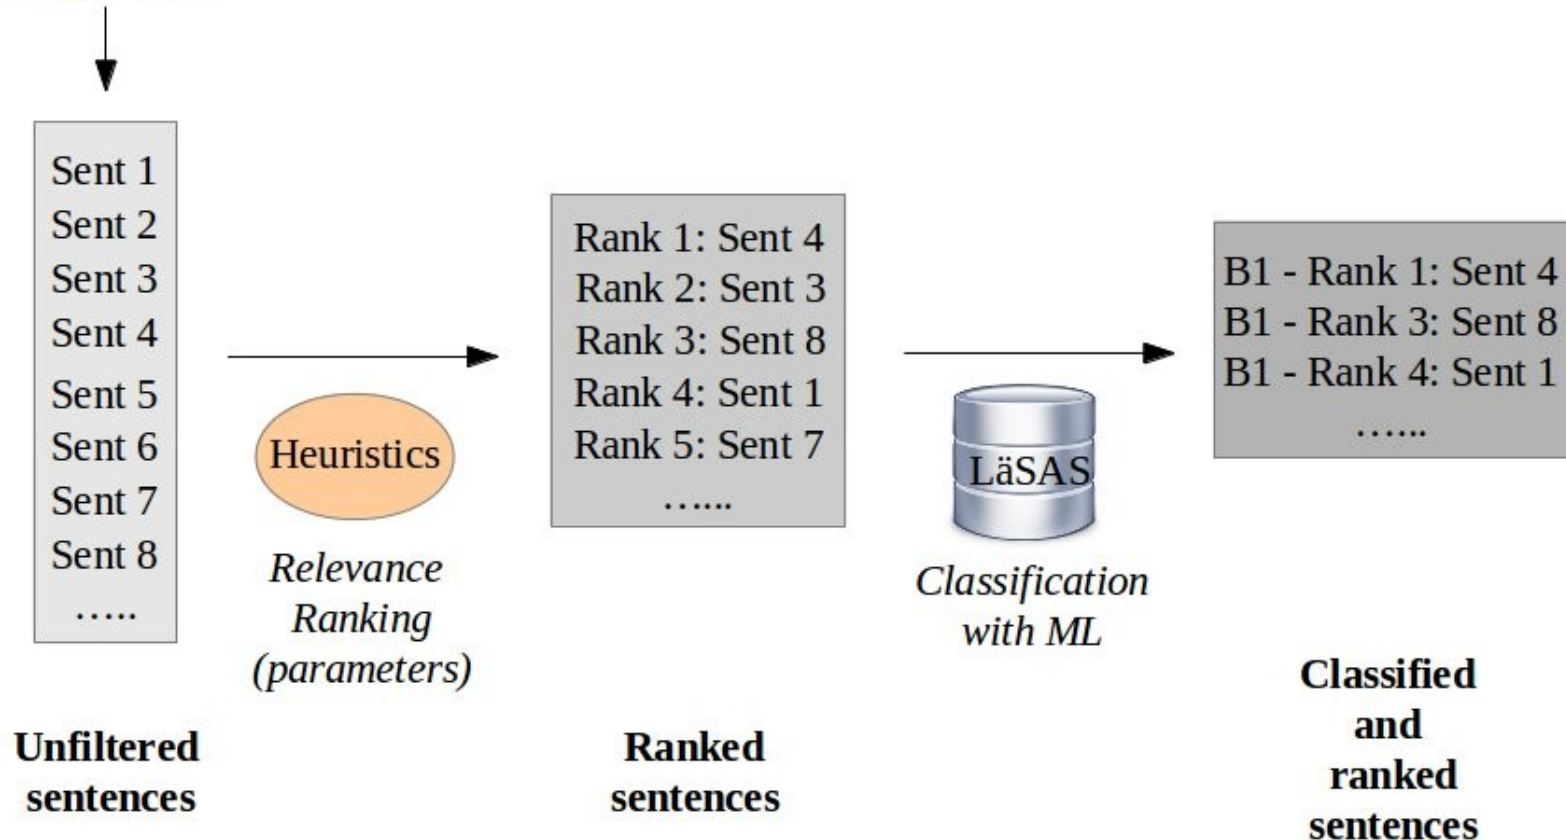 Sent 1
Sent 2
Sent 3
Sent 4
Sent 5
Sent 6
Sent 7
Sent 8
…..
Unfiltered
sentences
Heuristics
Relevance
Ranking
(parameters)
Rank 1: Sent 4
Rank 2: Sent 3
Rank 3: Sent 8
Rank 4: Sent 1
Rank 5: Sent 7
…...
Ranked
sentences
LäSAS
Classification
with ML
B1 - Rank 1: Sent 4
B1 - Rank 3: Sent 8
B1 - Rank 4: Sent 1
…...
Classified
and
ranked
sentences